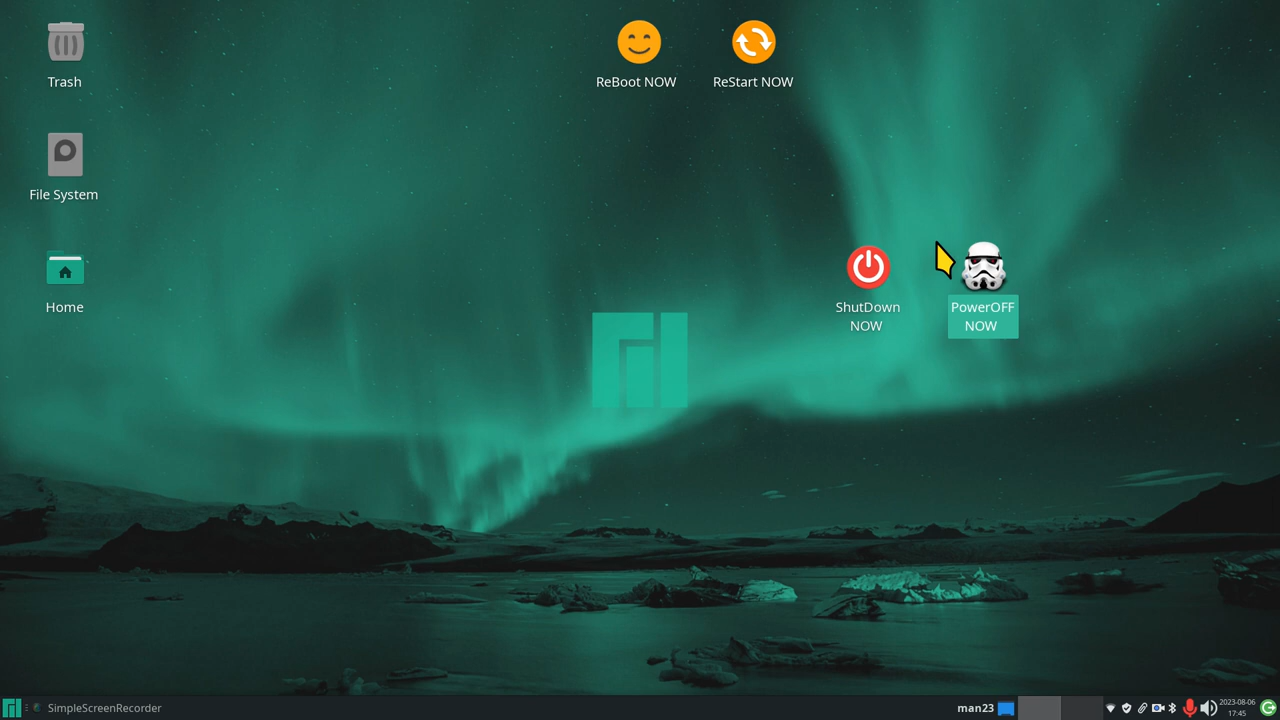 Trash
ReBoot NOW
ReStart NOW
File System
Home
ShutDown
NOW
PowerOFF
NOW
SimpleScreenRecorder
man23
2023-08-06
17:45